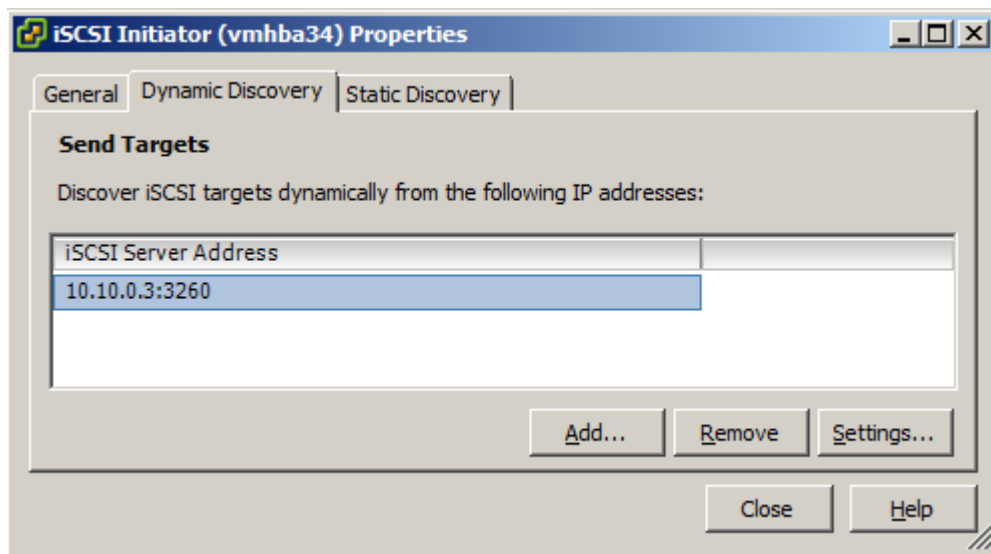 iSCSI Initiator (vmhba34) Properties
General Dynamic Discovery Static Discovery
Send Targets
Discover iSCSI targets dynamically from the following IP addresses:
iSCSI Server Address
10.10.0.3:3260
Add... Remove Settings...
Close Help